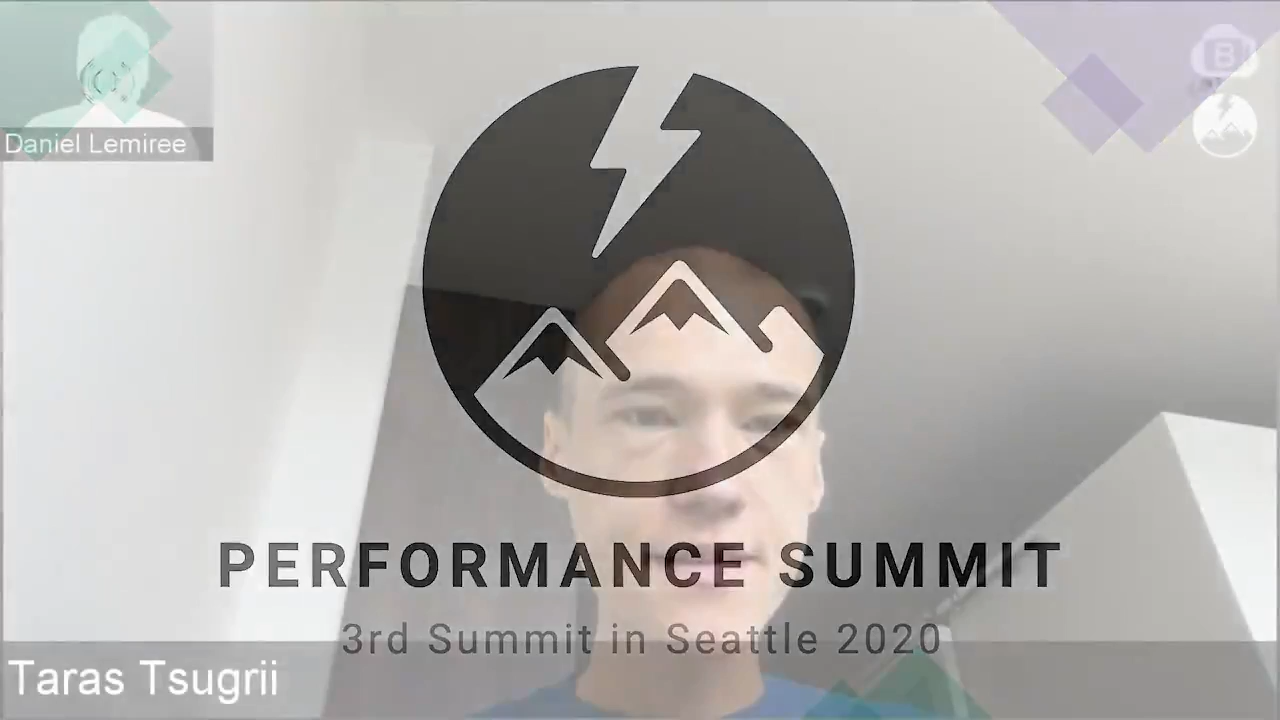 Daniel Lemiree
B
PERFORMANCE SUMMIT
3rd Summit in Seattle 2020
Taras Tsugrii